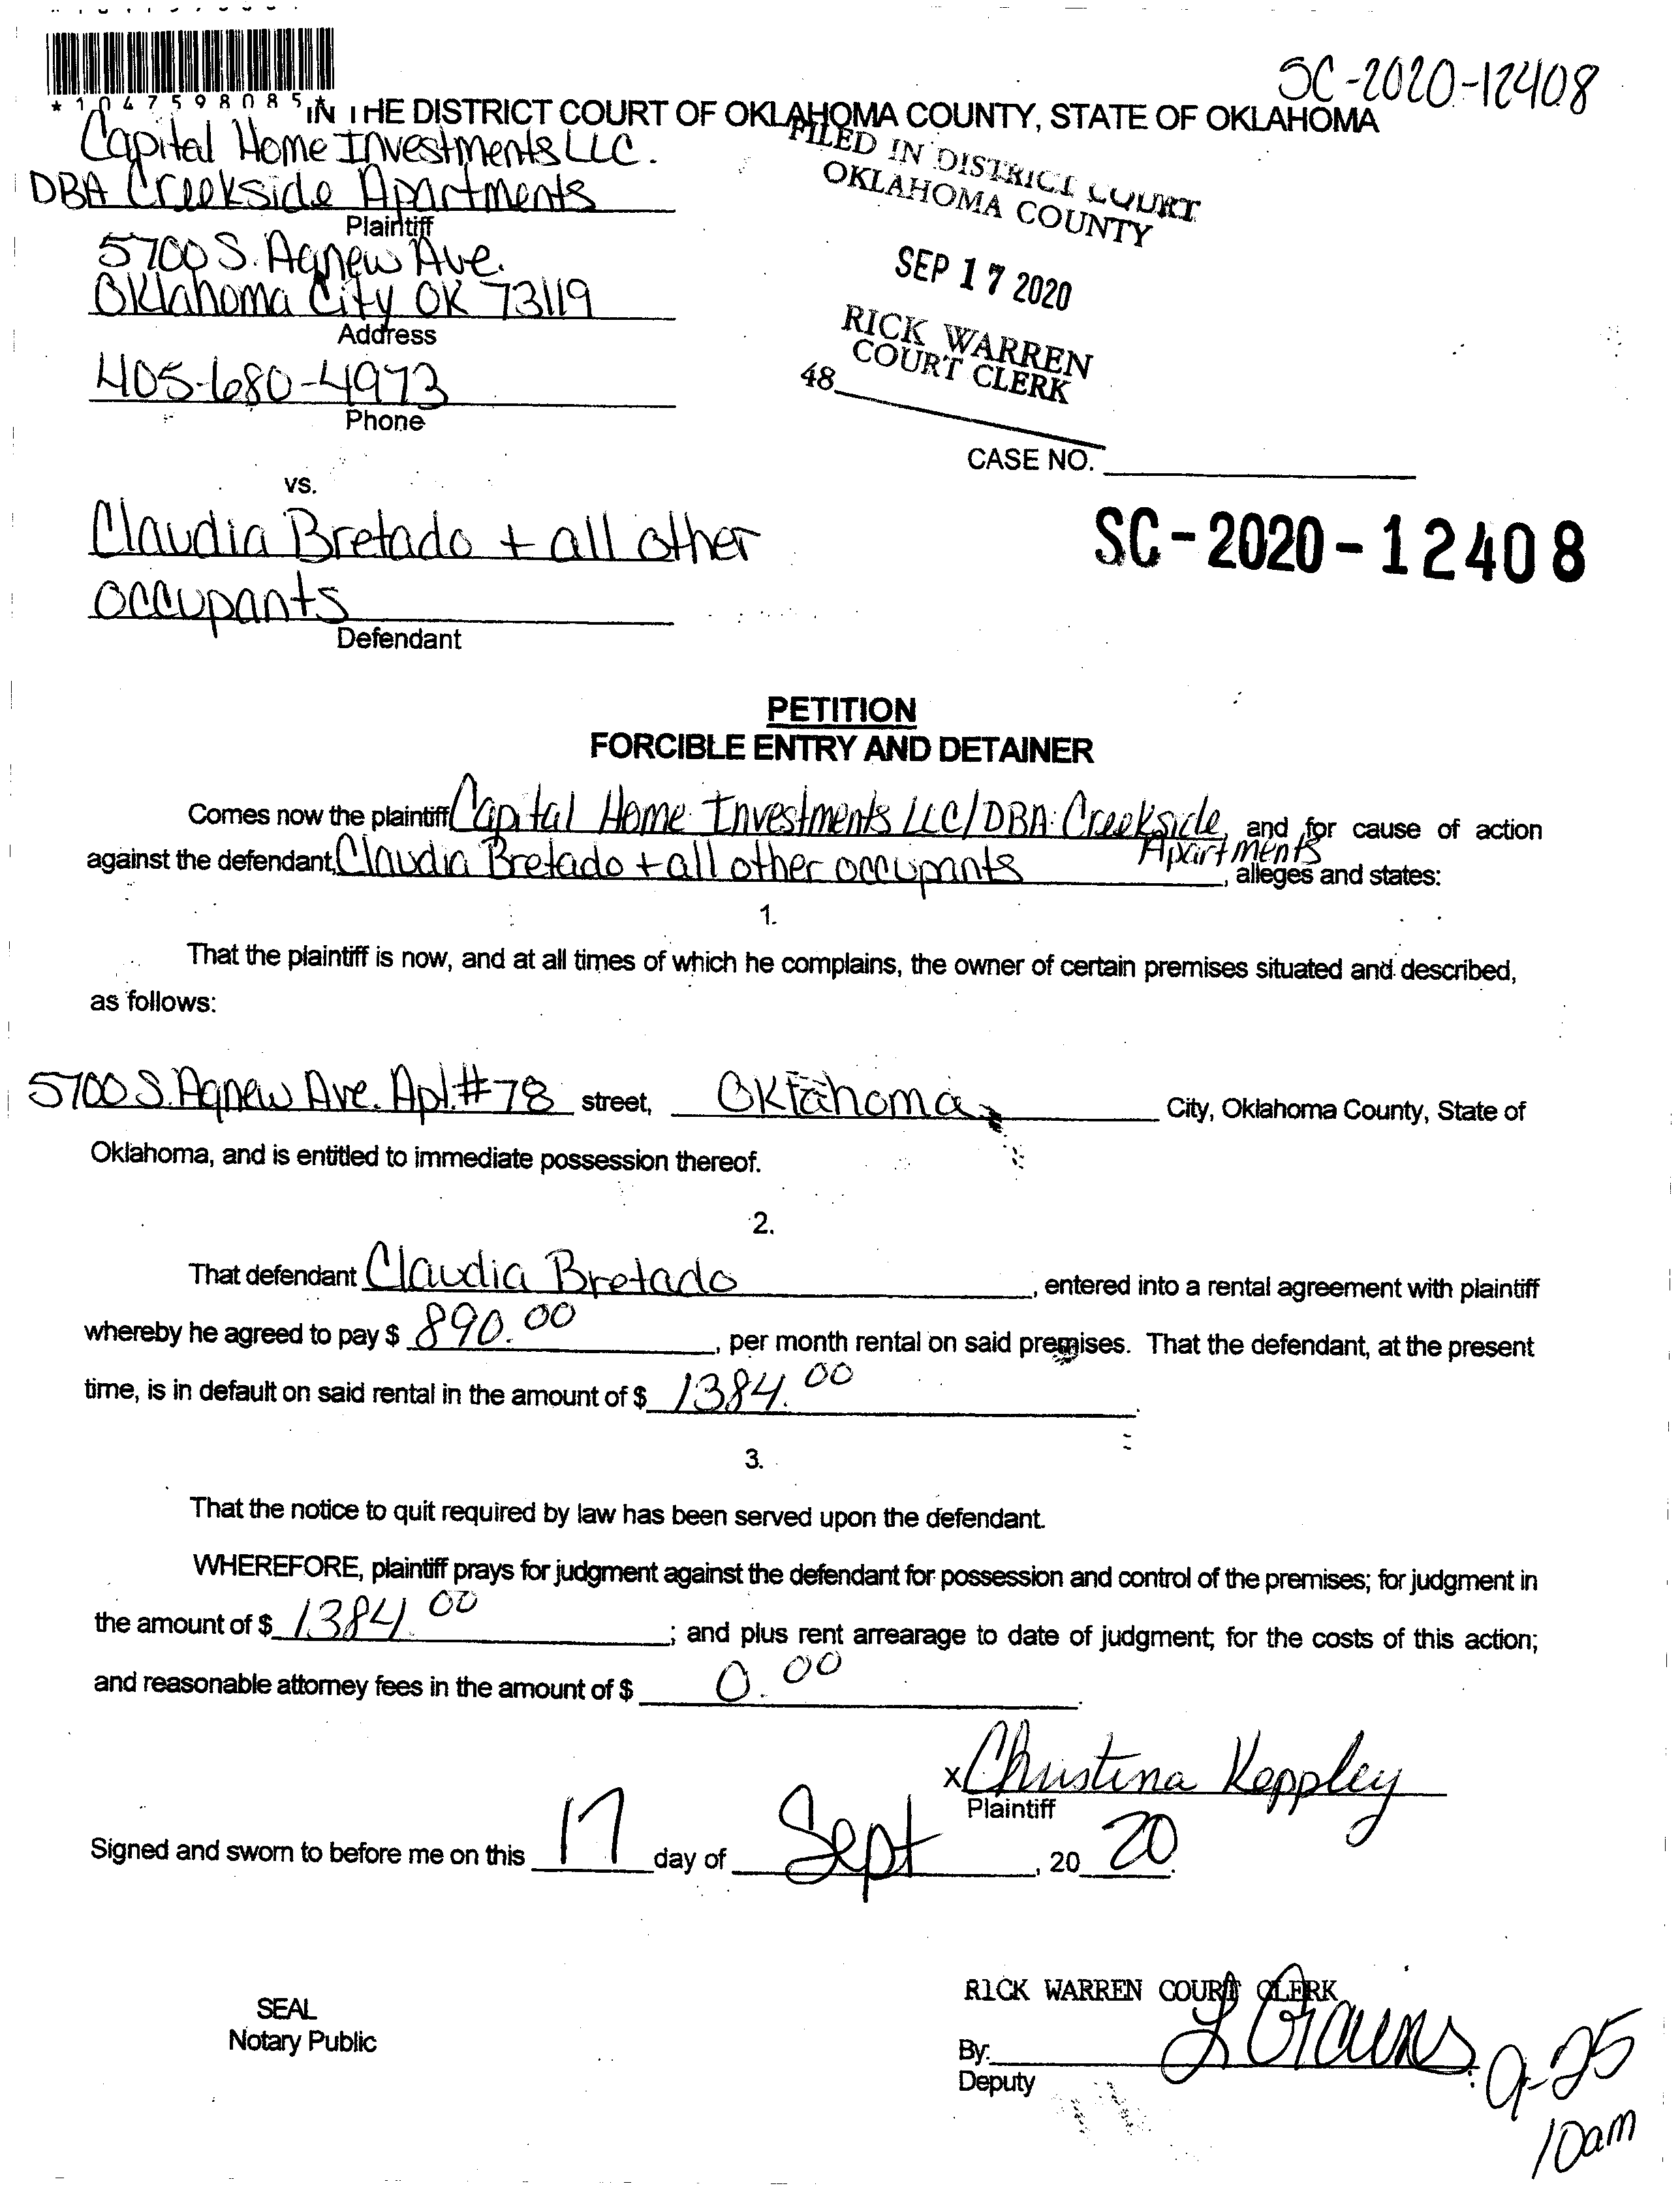 SC-2020-12408
*1047598085*
IN THE DISTRICT COURT OF OKLAHOMA COUNTY, STATE OF OKLAHOMA
Capital Home Investments LLC.
DBA Creekside Apartments
Plaintiff
5700 S. Agnew Ave.
Oklahoma City OK 73119
Address
405-680-4973
Phone
FILED IN DISTRICT COURT
OKLAHOMA COUNTY
SEP 17 2020
RICK WARREN
COURT CLERK
48
CASE NO.
vs.
SC-2020-12408
Claudia Bretado + all other
occupants
Defendant
PETITION
FORCIBLE ENTRY AND DETAINER
Comes now the plaintiff Capital Home Investments LLC/DBA: Creekside, and for cause of action
Apartments
against the defendant, Claudia Bretado + all other occupants, alleges and states:
1.
That the plaintiff is now, and at all times of which he complains, the owner of certain premises situated and described,
as follows:
5700 S. Agnew Ave. Apt. #78 street, Oklahoma City, Oklahoma County, State of
Oklahoma, and is entitled to immediate possession thereof.
2.
That defendant Claudia Bretado, entered into a rental agreement with plaintiff
whereby he agreed to pay $ 890.00, per month rental on said premises. That the defendant, at the present
time, is in default on said rental in the amount of $ 1384.00.
3.
That the notice to quit required by law has been served upon the defendant.
WHEREFORE, plaintiff prays for judgment against the defendant for possession and control of the premises; for judgment in
the amount of $ 1384.00; and plus rent arrearage to date of judgment; for the costs of this action;
and reasonable attorney fees in the amount of $ 0.00.
x Christina Keppley
Plaintiff
Signed and sworn to before me on this 17 day of Sept, 20 20.
RICK WARREN COURT CLERK
SEAL
Notary Public
By:
Deputy
9-25
10am